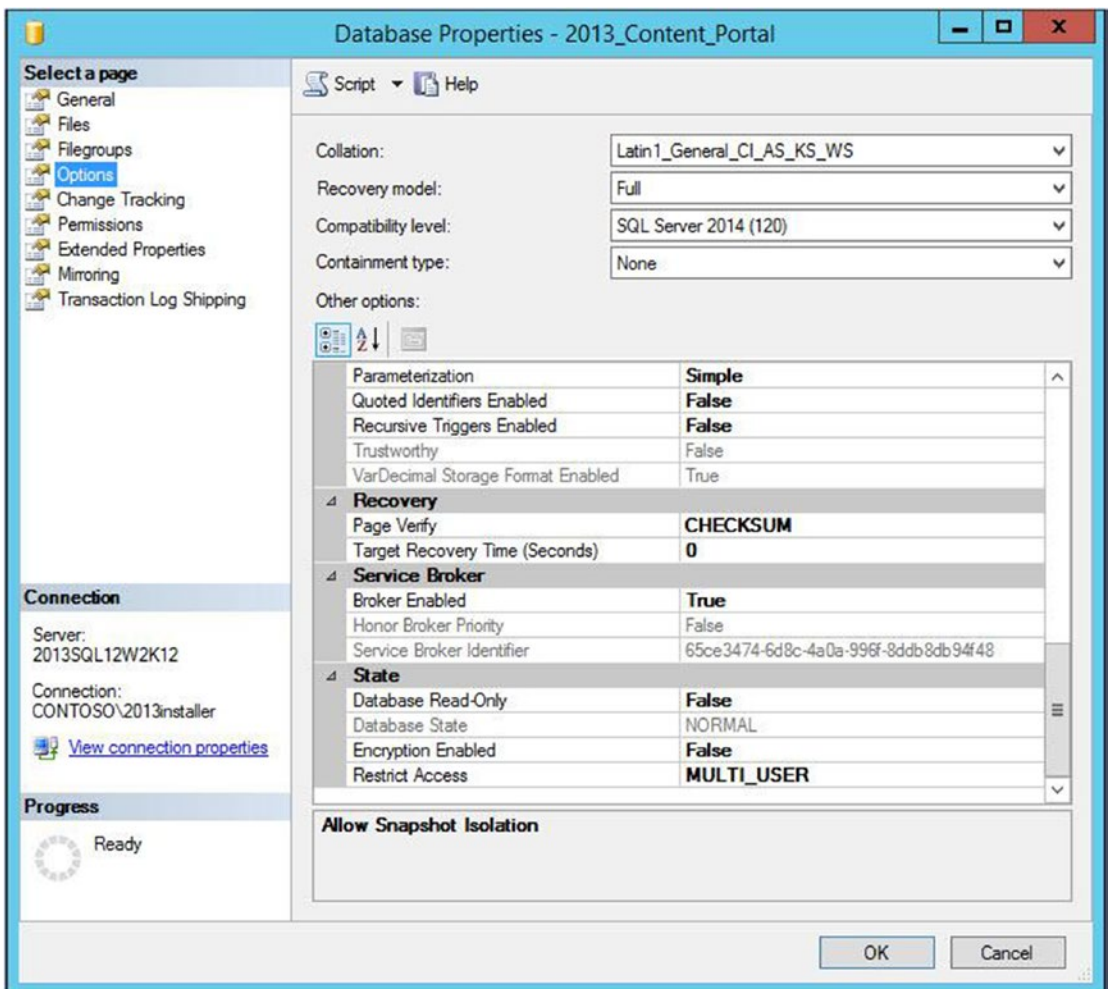 Database Properties - 2013_Content_Portal
Select a page
General
Files
Filegroups
Options
Change Tracking
Permissions
Extended Properties
Mirroring
Transaction Log Shipping
Script Help
Collation: Latin1_General_CI_AS_KS_WS
Recovery model: Full
Compatibility level: SQL Server 2014 (120)
Containment type: None
Other options:
Parameterization Simple
Quoted Identifiers Enabled False
Recursive Triggers Enabled False
Trustworthy False
VarDecimal Storage Format Enabled True
Recovery
Page Verify CHECKSUM
Target Recovery Time (Seconds) 0
Service Broker
Broker Enabled True
Honor Broker Priority False
Service Broker Identifier 65ce3474-6d8c-4a0a-996f-8ddb8db94f48
State
Database Read-Only False
Database State NORMAL
Encryption Enabled False
Restrict Access MULTI_USER
Allow Snapshot Isolation
Connection
Server:
2013SQL12W2K12
Connection:
CONTOSO\2013installer
View connection properties
Progress
Ready
OK Cancel